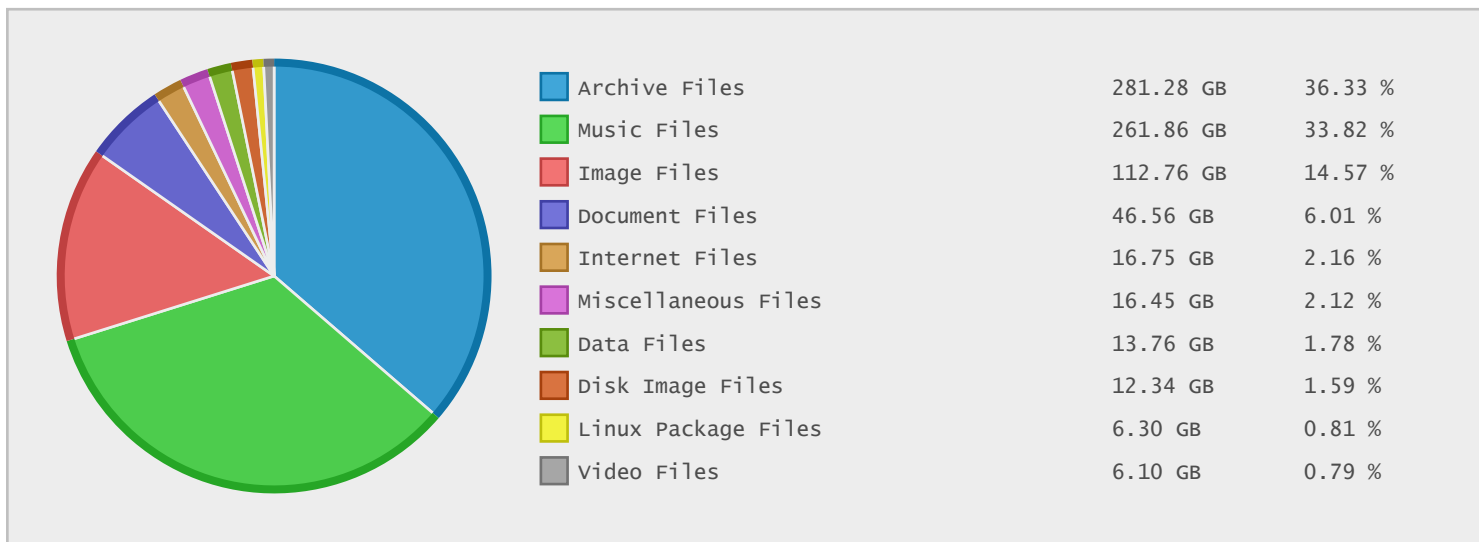 Archive Files 281.28 GB 36.33 %
Music Files 261.86 GB 33.82 %
Image Files 112.76 GB 14.57 %
Document Files 46.56 GB 6.01 %
Internet Files 16.75 GB 2.16 %
Miscellaneous Files 16.45 GB 2.12 %
Data Files 13.76 GB 1.78 %
Disk Image Files 12.34 GB 1.59 %
Linux Package Files 6.30 GB 0.81 %
Video Files 6.10 GB 0.79 %